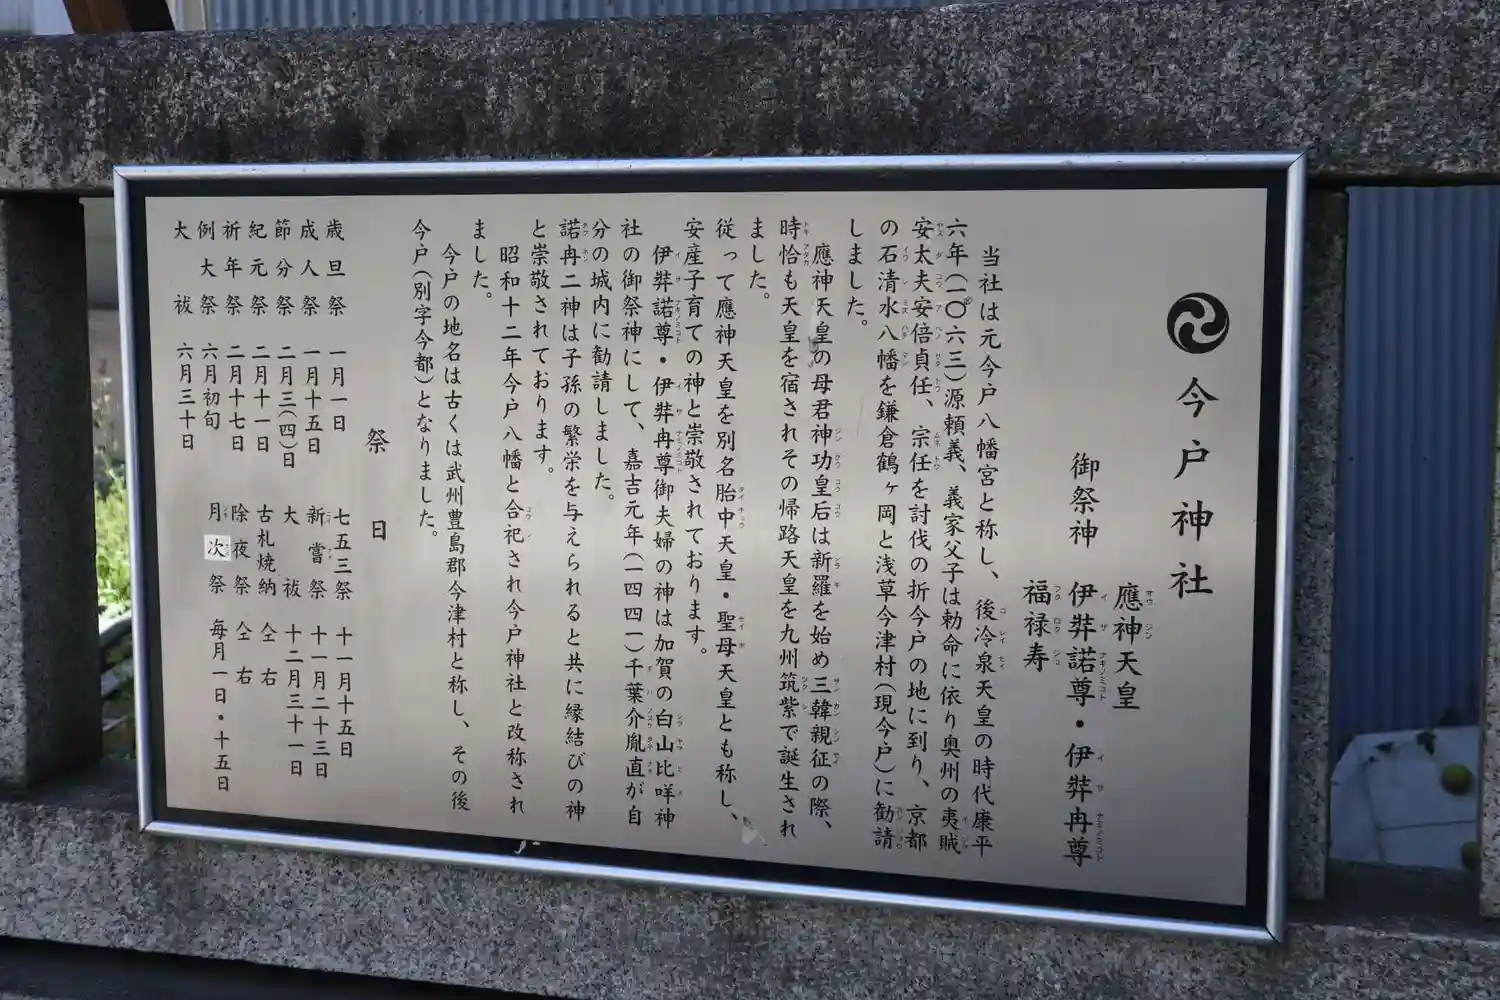 今戸神社
御祭神
應神天皇
伊弉諾尊・伊弉冉尊
福禄寿
当社は元今戸八幡宮と称し、後冷泉天皇の時代康平
六年(一〇六三)源頼義、義家父子は勅命に依り奥州の夷賊
安太夫安倍貞任、宗任を討伐の折今戸の地に到り、京都
の石清水八幡を鎌倉鶴ヶ岡と浅草今津村(現今戸)に勧請
しました。
應神天皇の母君神功皇后は新羅を始め三韓親征の際、
時恰も天皇を宿されその帰路天皇を九州筑紫で誕生され
ました。
従って應神天皇を別名胎中天皇・聖母天皇とも称し、
安産子育ての神と崇敬されております。
伊弉諾尊・伊弉冉尊御夫婦の神は加賀の白山比咩神
社の御祭神にして、嘉吉元年(一四四一)千葉介胤直が自
分の城内に勧請しました。
諾冉二神は子孫の繁栄を与えられると共に縁結びの神
と崇敬されております。
昭和十二年今戸八幡と合祀され今戸神社と改称され
ました。
今戸の地名は古くは武州豊島郡今津村と称し、その後
今戸(別字今都)となりました。
祭日
歳旦祭 一月一日
成人祭 一月十五日
節分祭 二月三(四)日
紀元祭 二月十一日
祈年祭 二月十七日
例大祭 六月初旬
大祓 六月三十日
七五三祭 十一月十五日
新嘗祭 十一月二十三日
大祓 十二月三十一日
古札焼納 仝右
除夜祭 仝右
月次祭 毎月一日・十五日